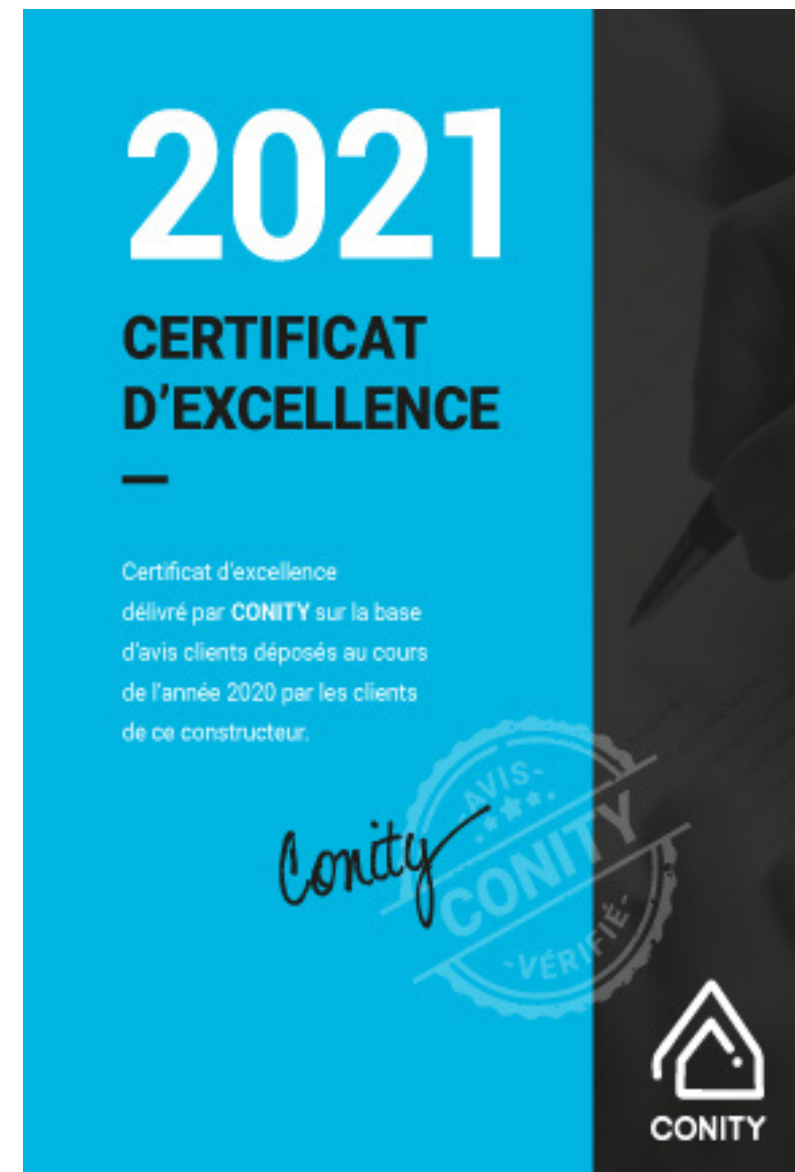 2021
CERTIFICAT
D'EXCELLENCE
Certificat d'excellence
délivré par CONITY sur la base
d'avis clients déposés au cours
de l'année 2020 par les clients
de ce constructeur.
Conity
-AVIS-
CONITY
-VÉRIFIÉ-
CONITY